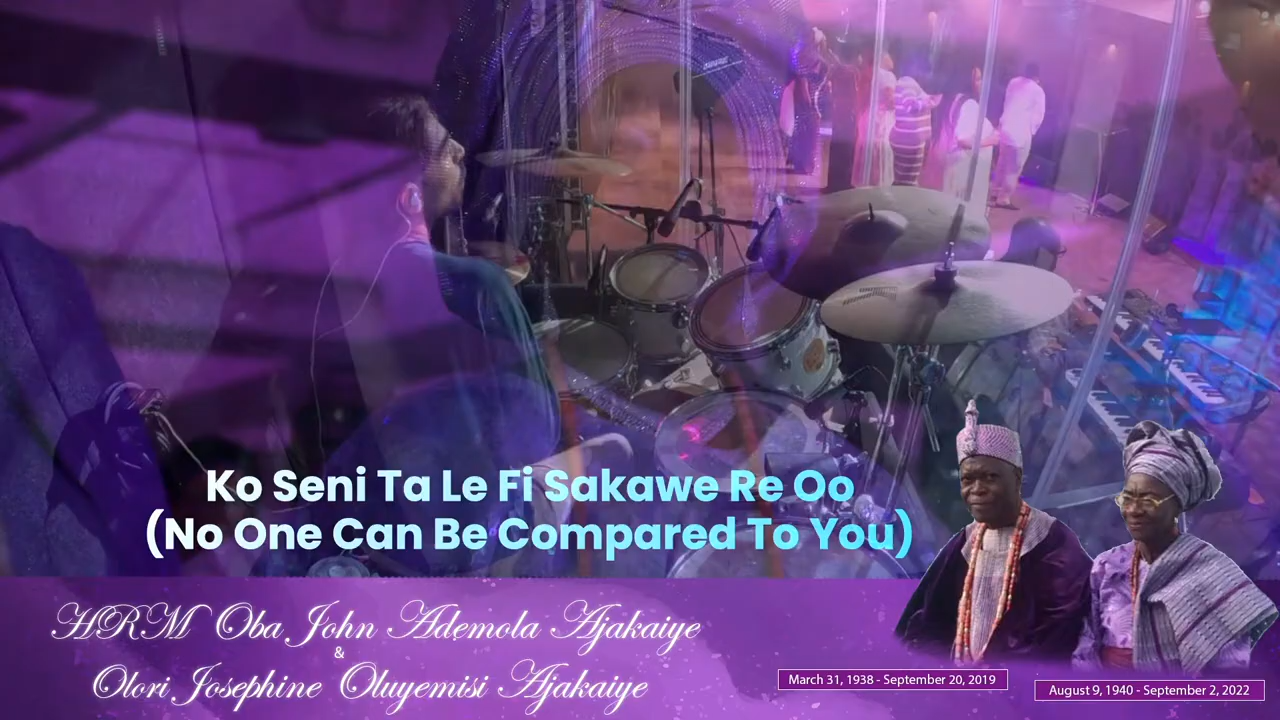 Ko Seni Ta Le Fi Sakawe Re Oo
(No One Can Be Compared To You)
HRM Oba John Ademola Ajakaiye
&
Olori Josephine Oluyemisi Ajakaiye
March 31, 1938 - September 20, 2019
August 9, 1940 - September 2, 2022